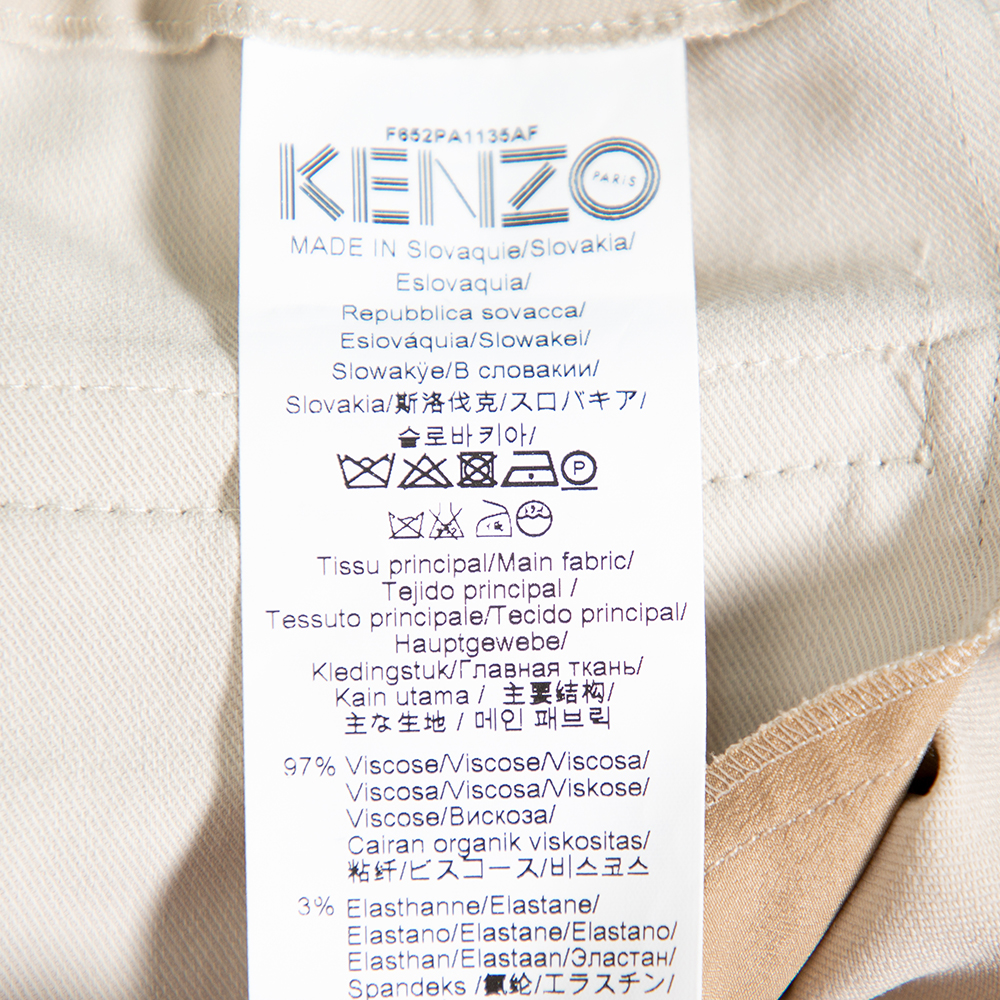 F652PA1135AF
KENZO
PARIS
MADE IN Slovaquie/Slovakia/
Eslovaquia/
Repubblica sovacca/
Eslováquia/Slowakei/
Slowakÿe/В словакии/
Slovakia/斯洛伐克/スロバキア/
슬로바키아/
P
Tissu principal/Main fabric/
Tejido principal /
Tessuto principale/Tecido principal/
Hauptgewebe/
Kledingstuk/Главная ткань/
Kain utama / 主要结构/
主な生地 / 메인 패브릭
97% Viscose/Viscose/Viscosa/
Viscosa/Viscosa/Viskose/
Viscose/Вискоза/
Cairan organik viskositas/
粘纤/ビスコース/비스코스
3% Elasthanne/Elastane/
Elastano/Elastane/Elastano/
Elasthan/Elastaan/Эластан/
Spandeks /氨纶/エラスチン/